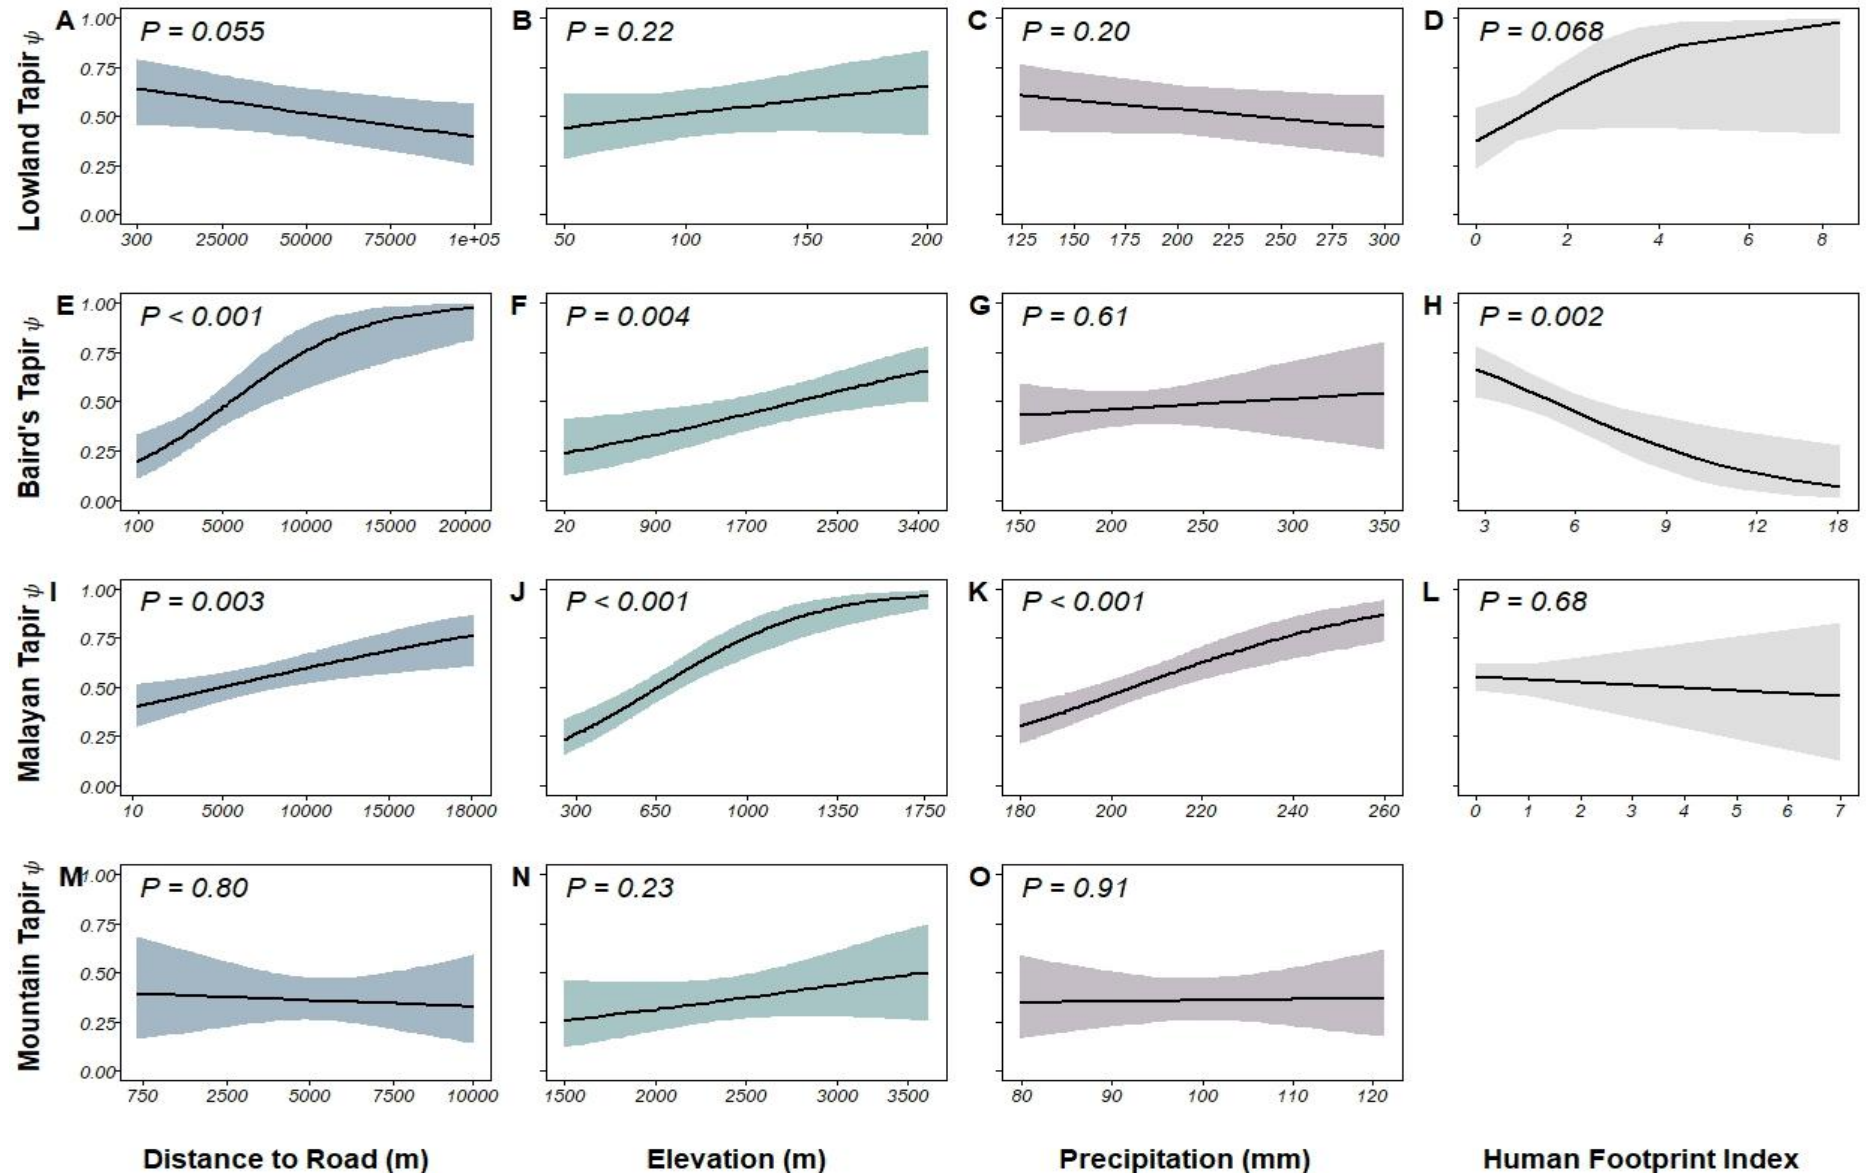 Lowland Tapir ψ
A
P = 0.055
1.00
0.75
0.50
0.25
0.00
300 25000 50000 75000 1e+05
B
P = 0.22
50 100 150 200
C
P = 0.20
125 150 175 200 225 250 275 300
D
P = 0.068
0 2 4 6 8
Baird's Tapir ψ
E
P < 0.001
1.00
0.75
0.50
0.25
0.00
100 5000 10000 15000 20000
F
P = 0.004
20 900 1700 2500 3400
G
P = 0.61
150 200 250 300 350
H
P = 0.002
3 6 9 12 18
Malayan Tapir ψ
I
P = 0.003
1.00
0.75
0.50
0.25
0.00
10 5000 10000 15000 18000
J
P < 0.001
300 650 1000 1350 1750
K
P < 0.001
180 200 220 240 260
L
P = 0.68
0 1 2 3 4 5 6 7
Mountain Tapir ψ
M
P = 0.80
1.00
0.75
0.50
0.25
0.00
750 2500 5000 7500 10000
N
P = 0.23
1500 2000 2500 3000 3500
O
P = 0.91
80 90 100 110 120
Distance to Road (m)
Elevation (m)
Precipitation (mm)
Human Footprint Index